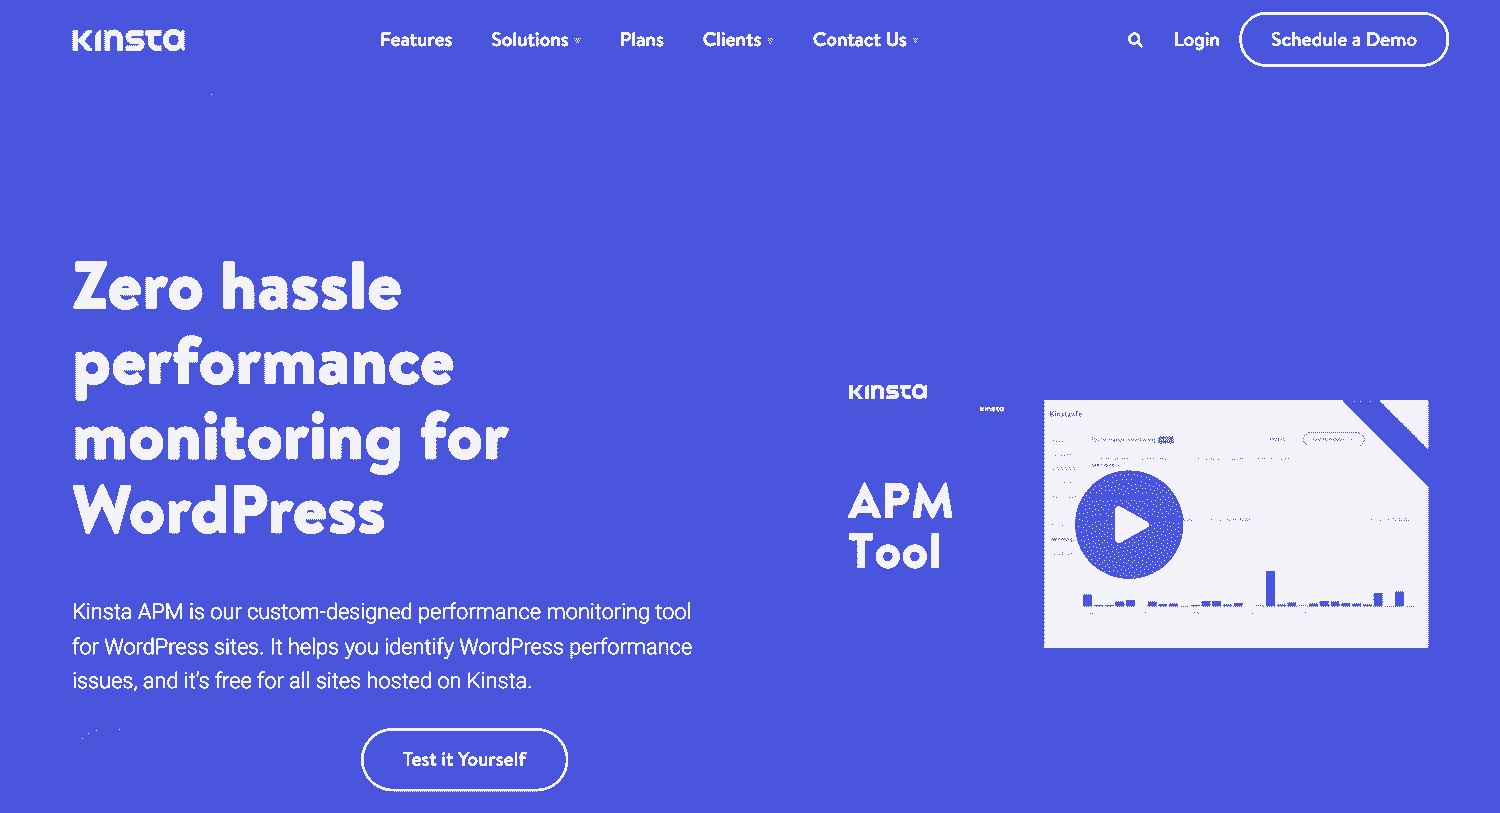 KINSTA
Features
Solutions
Plans
Clients
Contact Us
Login
Schedule a Demo
Zero hassle
performance
monitoring for
WordPress
Kinsta APM is our custom-designed performance monitoring tool
for WordPress sites. It helps you identify WordPress performance
issues, and it's free for all sites hosted on Kinsta.
Test it Yourself
KINSTA
KINSTA
APM
Tool